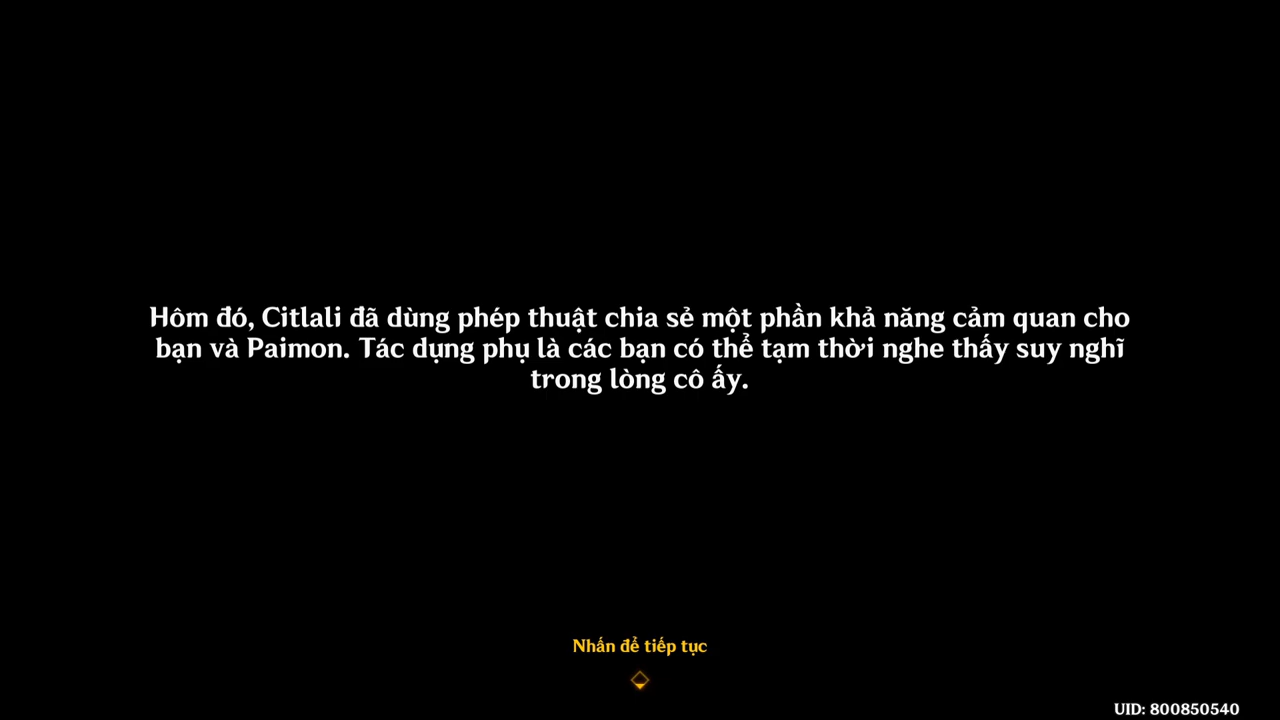 Hôm đó, Citlali đã dùng phép thuật chia sẻ một phần khả năng cảm quan cho
bạn và Paimon. Tác dụng phụ là các bạn có thể tạm thời nghe thấy suy nghĩ
trong lòng cô ấy.
Nhấn để tiếp tục
UID: 800850540